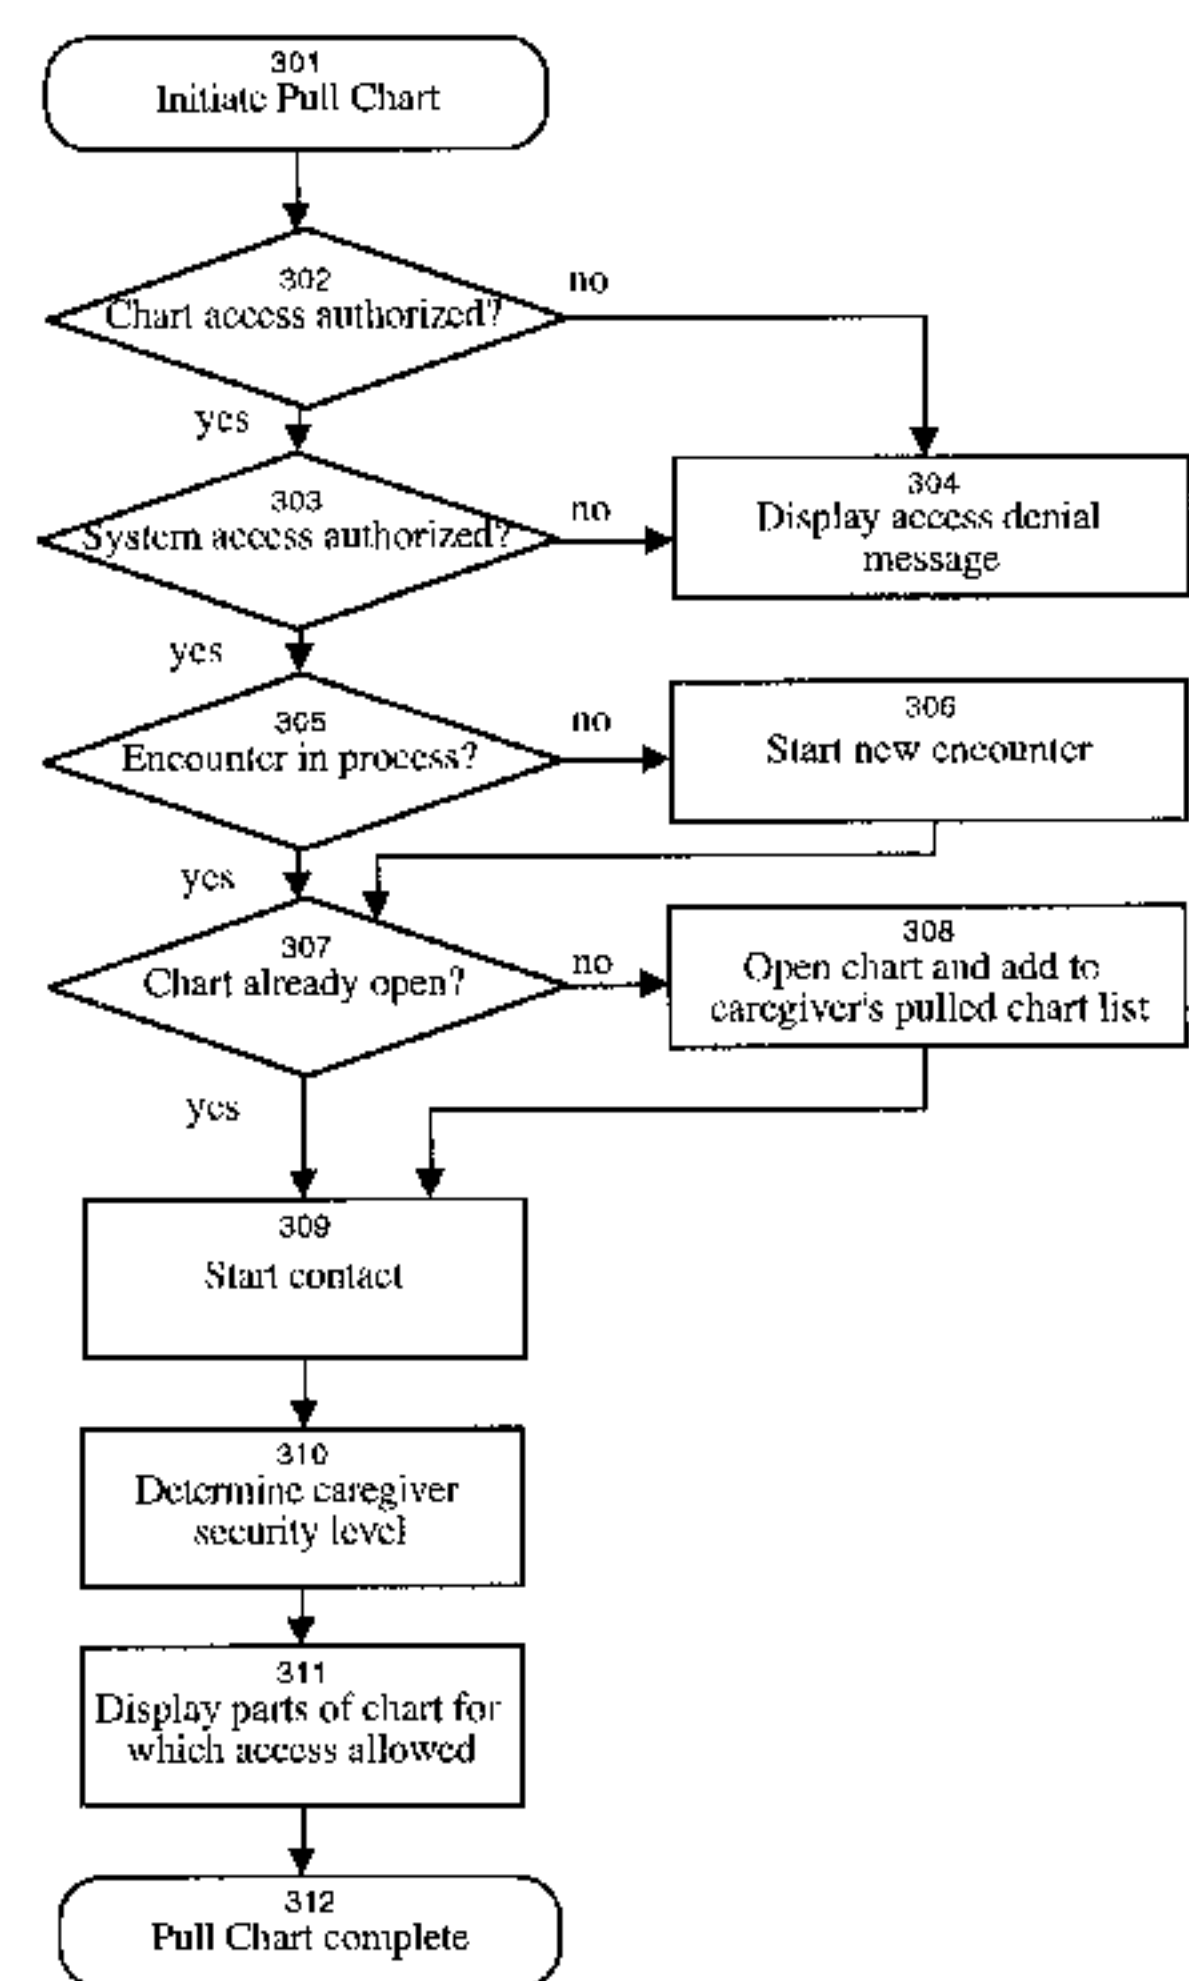 301
Initiate Pull Chart
302
no
Chart access authorized?
yes
303
no
System access authorized?
304
Display access denial
message
yes
305
no
Encounter in process?
306
Start new encounter
yes
307
no
Chart already open?
308
Open chart and add to
caregiver's pulled chart list
yes
309
Start contact
310
Determine caregiver
security level
311
Display parts of chart for
which access allowed
312
Pull Chart complete